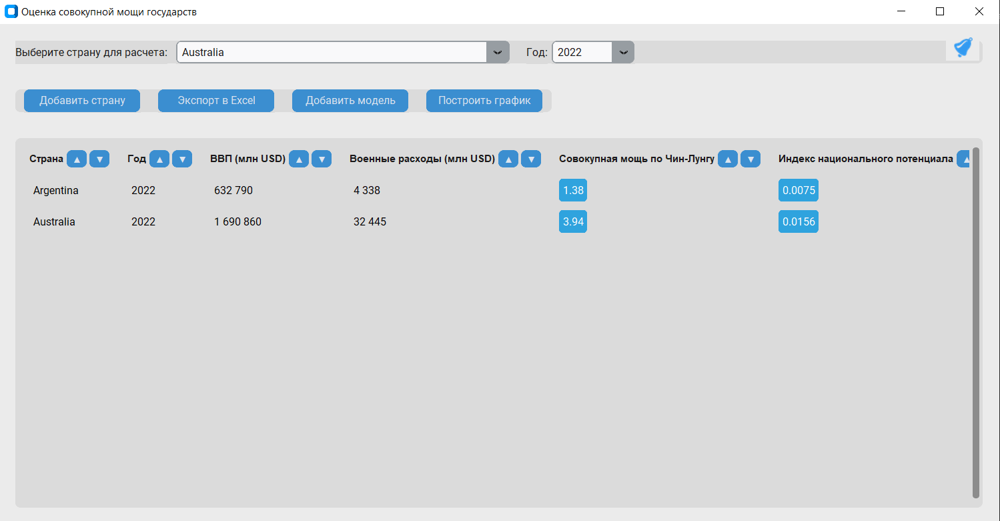 Оценка совокупной мощи государств
Выберите страну для расчета: Australia Год: 2022
Добавить страну Экспорт в Excel Добавить модель Построить график
Страна ▲ ▼ Год ▲ ▼ ВВП (млн USD) ▲ ▼ Военные расходы (млн USD) ▲ ▼ Совокупная мощь по Чин-Лунгу ▲ ▼ Индекс национального потенциала ▲
Argentina 2022 632 790 4 338 1.38 0.0075
Australia 2022 1 690 860 32 445 3.94 0.0156